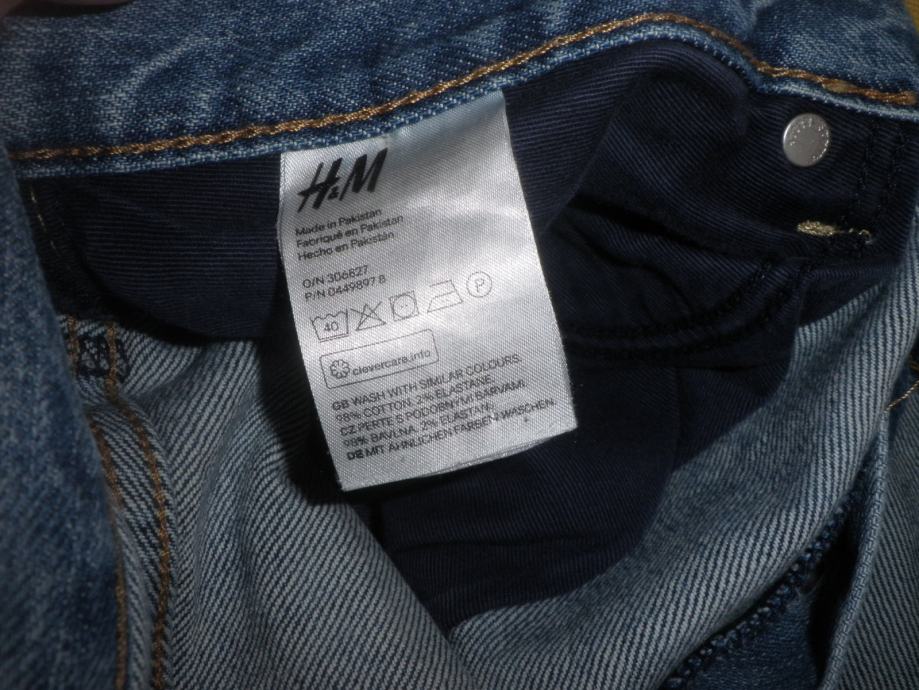 H&M
Made in Pakistan
Fabriqué en Pakistan
Hecho en Pakistán
O/N 306827
P/N 0449897 8
40
P
clevercare.info
GB WASH WITH SIMILAR COLOURS.
98% COTTON, 2% ELASTANE.
CZ PERTE S PODOBNÝMI BARVAMI.
98% BAVLNA, 2% ELASTAN.
DE MIT ÄHNLICHEN FARBEN WASCHEN.